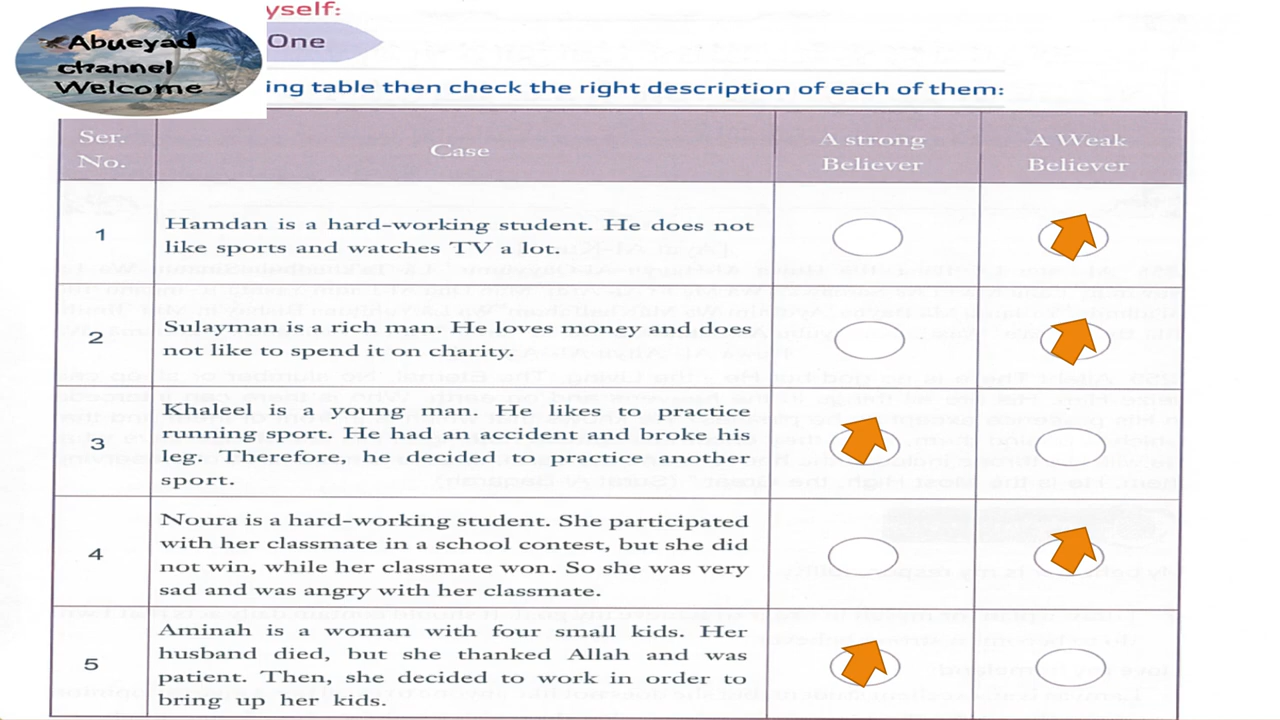 yself:
Abueyad
channel
Welcome
One
ing table then check the right description of each of them:
Ser.
No.
Case
A strong
Believer
A Weak
Believer
1
Hamdan is a hard-working student. He does not
like sports and watches TV a lot.
2
Sulayman is a rich man. He loves money and does
not like to spend it on charity.
3
Khaleel is a young man. He likes to practice
running sport. He had an accident and broke his
leg. Therefore, he decided to practice another
sport.
4
Noura is a hard-working student. She participated
with her classmate in a school contest, but she did
not win, while her classmate won. So she was very
sad and was angry with her classmate.
5
Aminah is a woman with four small kids. Her
husband died, but she thanked Allah and was
patient. Then, she decided to work in order to
bring up her kids.